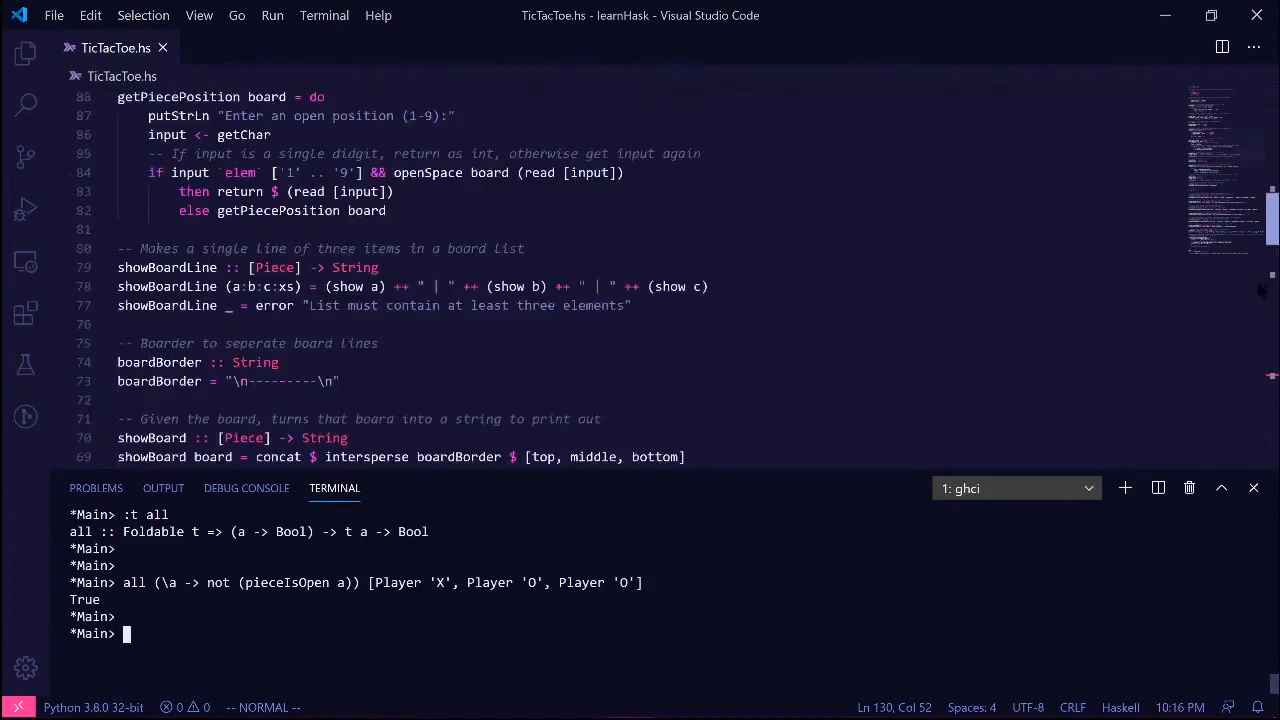 File Edit Selection View Go Run Terminal Help TicTacToe.hs - learnHask - Visual Studio Code
TicTacToe.hs
TicTacToe.hs
88 getPiecePosition board = do
87 putStrLn "Enter an open position (1-9):"
86 input <- getChar
85 -- If input is a single didgit, return as int, otherwise get input again
84 if input `elem` ['1' .. '9'] && openSpace board (read [input])
83 then return $ (read [input])
82 else getPiecePosition board
81
80 -- Makes a single line of three items in a board list
79 showBoardLine :: [Piece] -> String
78 showBoardLine (a:b:c:xs) = (show a) ++ " | " ++ (show b) ++ " | " ++ (show c)
77 showBoardLine _ = error "List must contain at least three elements"
76
75 -- Boarder to seperate board lines
74 boardBorder :: String
73 boardBorder = "\n---------\n"
72
71 -- Given the board, turns that board into a string to print out
70 showBoard :: [Piece] -> String
69 showBoard board = concat $ intersperse boardBorder $ [top, middle, bottom]
PROBLEMS OUTPUT DEBUG CONSOLE TERMINAL 1: ghci
*Main> :t all
all :: Foldable t => (a -> Bool) -> t a -> Bool
*Main>
*Main>
*Main> all (\a -> not (pieceIsOpen a)) [Player 'X', Player 'O', Player 'O']
True
*Main>
*Main>
Python 3.8.0 32-bit 0 0 -- NORMAL -- Ln 130, Col 52 Spaces: 4 UTF-8 CRLF Haskell 10:16 PM